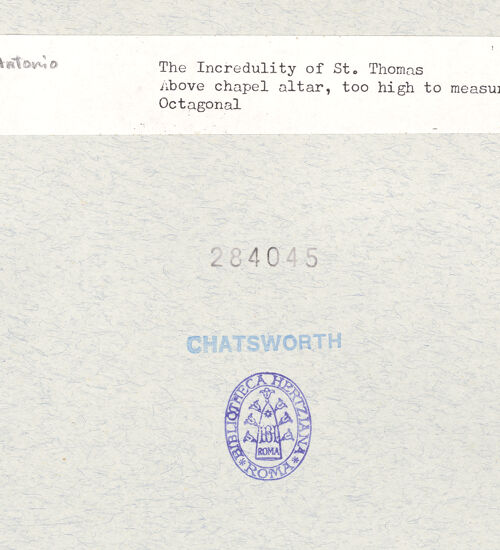 Antonio
The Incredulity of St. Thomas
Above chapel altar, too high to measur
Octagonal
284045
CHATSWORTH
BIBLIOTHECA HERTZIANA
ROMA
ROMA